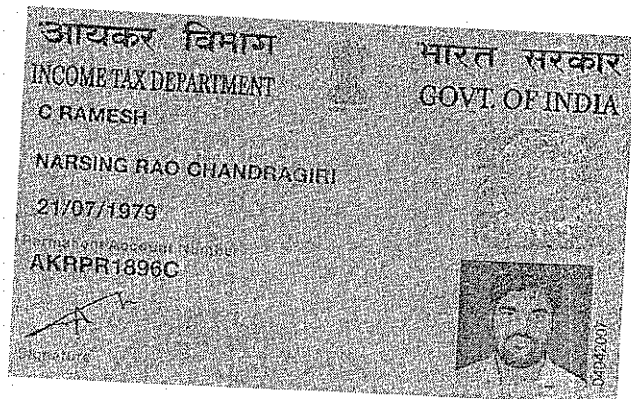 आयकर विभाग
भारत सरकार
INCOME TAX DEPARTMENT
GOVT. OF INDIA
C RAMESH
NARSING RAO CHANDRAGIRI
21/07/1979
Permanent Account Number
AKRPR1896C
Signature